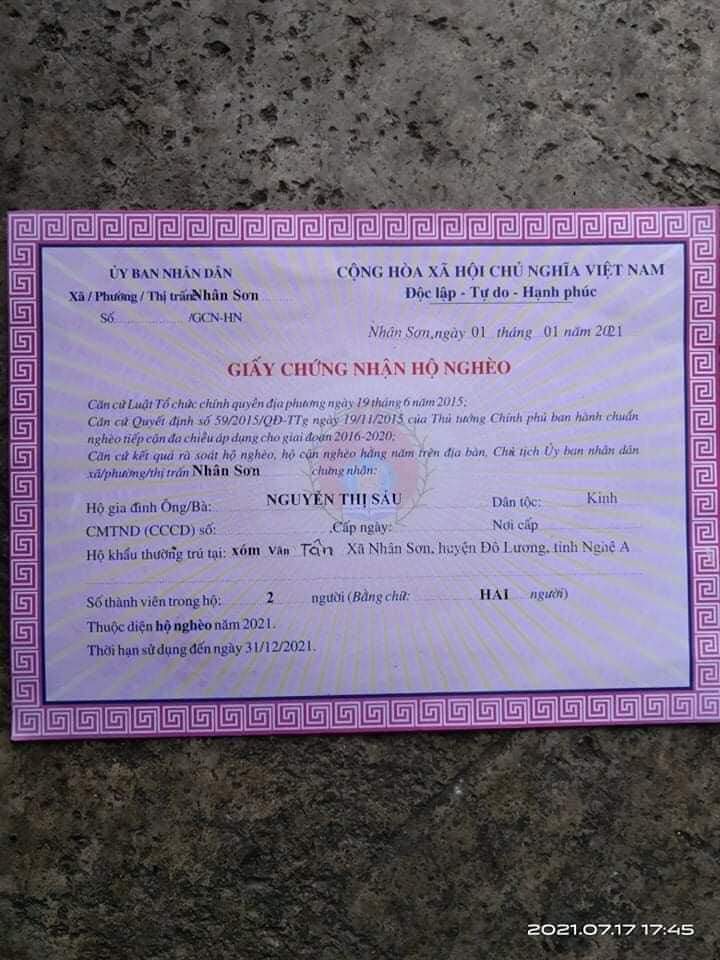 ỦY BAN NHÂN DÂN
Xã / Phường / Thị trấn Nhân Sơn
Số /GCN-HN
CỘNG HÒA XÃ HỘI CHỦ NGHĨA VIỆT NAM
Độc lập - Tự do - Hạnh phúc
Nhân Sơn, ngày 01 tháng 01 năm 2021
GIẤY CHỨNG NHẬN HỘ NGHÈO
Căn cứ Luật Tổ chức chính quyền địa phương ngày 19 tháng 6 năm 2015;
Căn cứ Quyết định số 59/2015/QĐ-TTg ngày 19/11/2015 của Thủ tướng Chính phủ ban hành chuẩn
nghèo tiếp cận đa chiều áp dụng cho giai đoạn 2016-2020;
Căn cứ kết quả rà soát hộ nghèo, hộ cận nghèo hằng năm trên địa bàn, Chủ tịch Ủy ban nhân dân
xã/phường/thị trấn Nhân Sơn chứng nhận:
Hộ gia đình Ông/Bà: NGUYỄN THỊ SÁU Dân tộc: Kinh
CMTND (CCCD) số: ,Cấp ngày: Nơi cấp
Hộ khẩu thường trú tại: xóm Văn Tân Xã Nhân Sơn, huyện Đô Lương, tỉnh Nghệ A
Số thành viên trong hộ: 2 người (Bằng chữ: HAI người)
Thuộc diện hộ nghèo năm 2021.
Thời hạn sử dụng đến ngày 31/12/2021.
2021.07.17 17:45